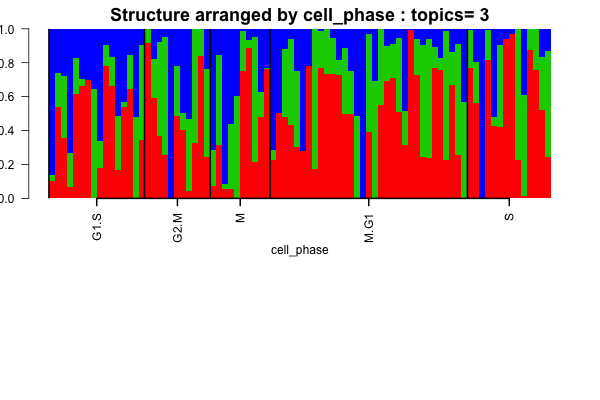 Structure arranged by cell_phase : topics= 3
1.0
0.8
0.6
0.4
0.2
0.0
G1.S
G2.M
M
M.G1
S
cell_phase